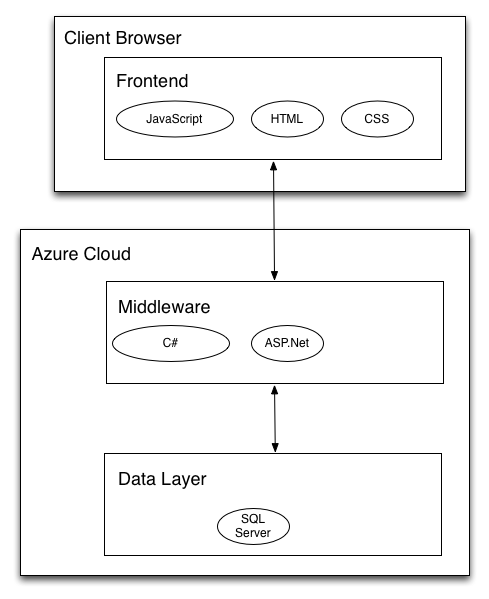 Client Browser
Frontend
JavaScript
HTML
CSS
Azure Cloud
Middleware
C#
ASP.Net
Data Layer
SQL
Server